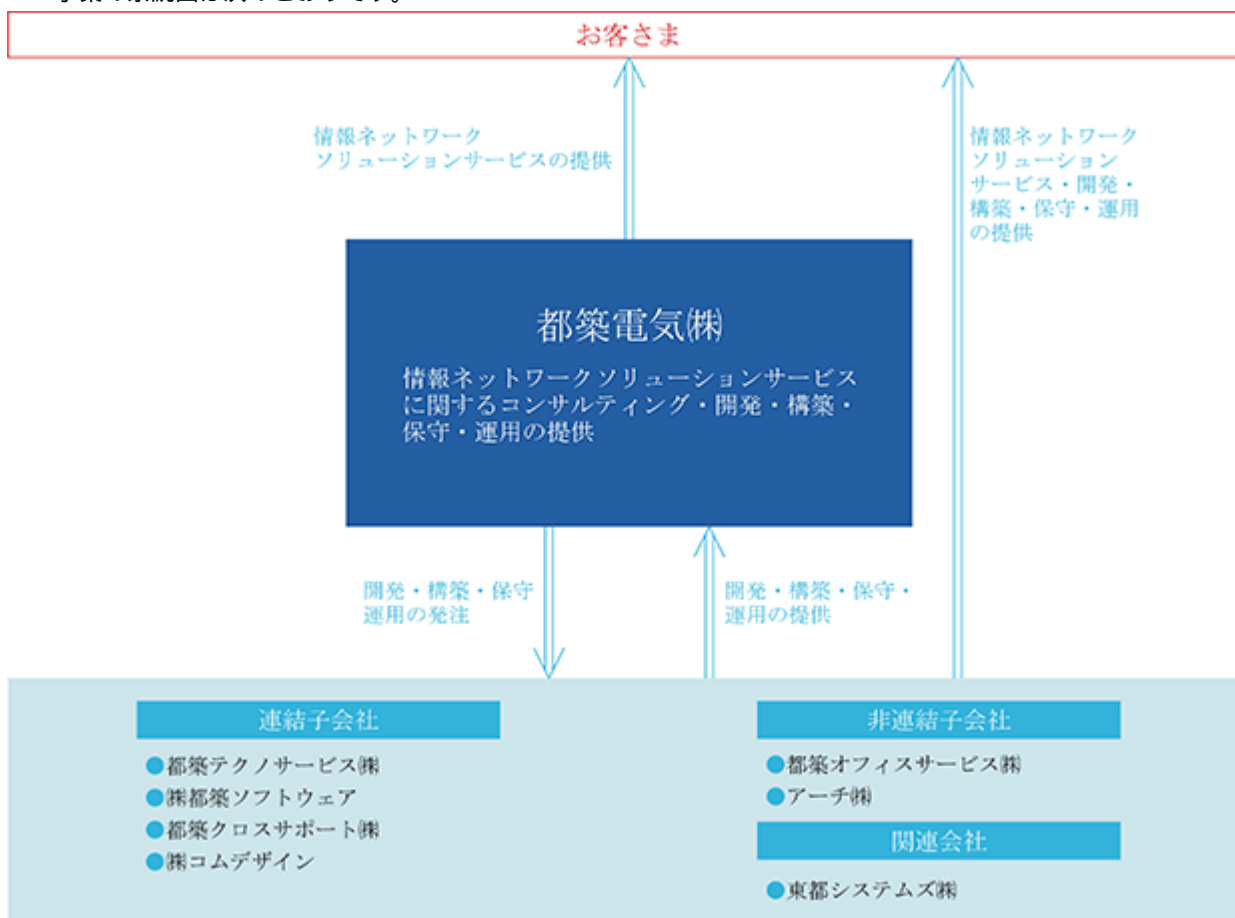 お客さま
情報ネットワーク
ソリューションサービスの提供
情報ネットワーク
ソリューション
サービス・開発・
構築・保守・運用
の提供
都築電気㈱
情報ネットワークソリューションサービス
に関するコンサルティング・開発・構築・
保守・運用の提供
開発・構築・保守
運用の発注
開発・構築・保守・
運用の提供
連結子会社
●都築テクノサービス㈱
●㈱都築ソフトウェア
●都築クロスサポート㈱
●㈱コムデザイン
非連結子会社
●都築オフィスサービス㈱
●アーチ㈱
関連会社
●東都システムズ㈱